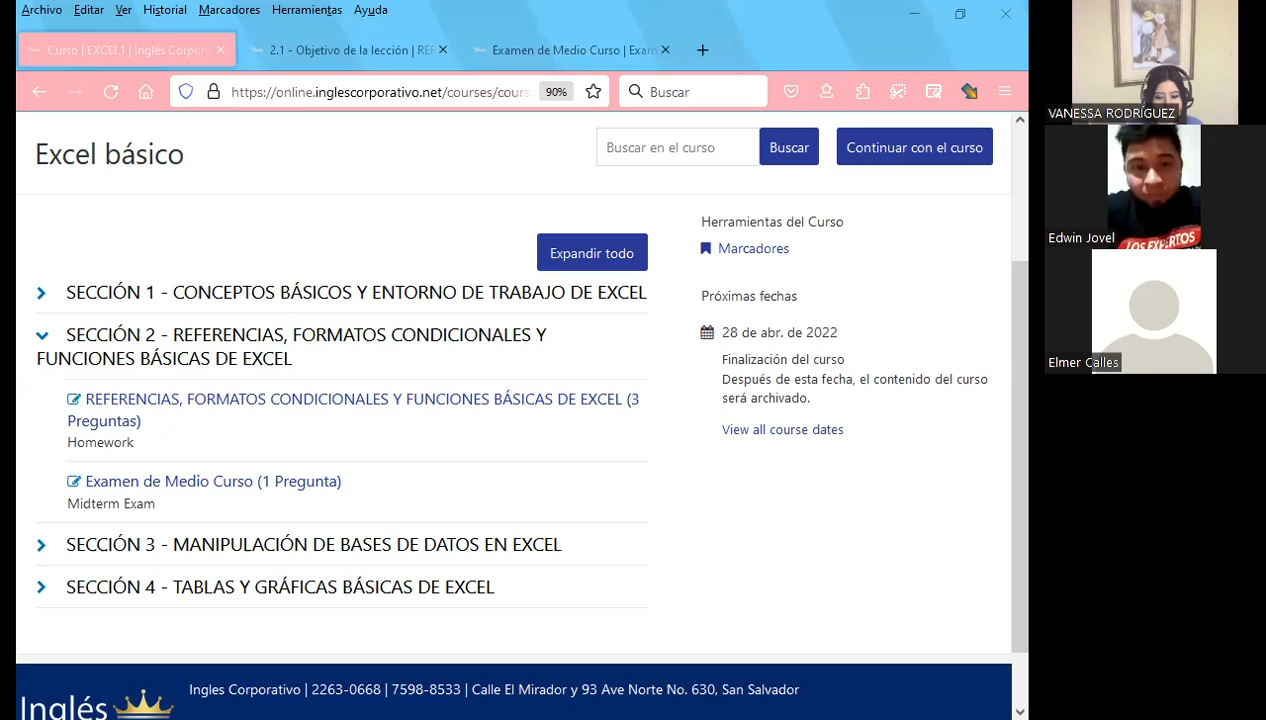 Archivo Editar Ver Historial Marcadores Herramientas Ayuda
Curso | EXCEL1 | Inglés Corporat
2.1 - Objetivo de la lección | REF
Examen de Medio Curso | Exam
https://online.inglescorporativo.net/courses/cours
90%
Buscar
Excel básico
Buscar en el curso
Buscar
Continuar con el curso
Expandir todo
SECCIÓN 1 - CONCEPTOS BÁSICOS Y ENTORNO DE TRABAJO DE EXCEL
SECCIÓN 2 - REFERENCIAS, FORMATOS CONDICIONALES Y
FUNCIONES BÁSICAS DE EXCEL
REFERENCIAS, FORMATOS CONDICIONALES Y FUNCIONES BÁSICAS DE EXCEL (3
Preguntas)
Homework
Examen de Medio Curso (1 Pregunta)
Midterm Exam
SECCIÓN 3 - MANIPULACIÓN DE BASES DE DATOS EN EXCEL
SECCIÓN 4 - TABLAS Y GRÁFICAS BÁSICAS DE EXCEL
Herramientas del Curso
Marcadores
Próximas fechas
28 de abr. de 2022
Finalización del curso
Después de esta fecha, el contenido del curso
será archivado.
View all course dates
Inglés
Ingles Corporativo | 2263-0668 | 7598-8533 | Calle El Mirador y 93 Ave Norte No. 630, San Salvador
VANESSA RODRÍGUEZ
LOS EXPERTOS
Edwin Jovel
Elmer Calles